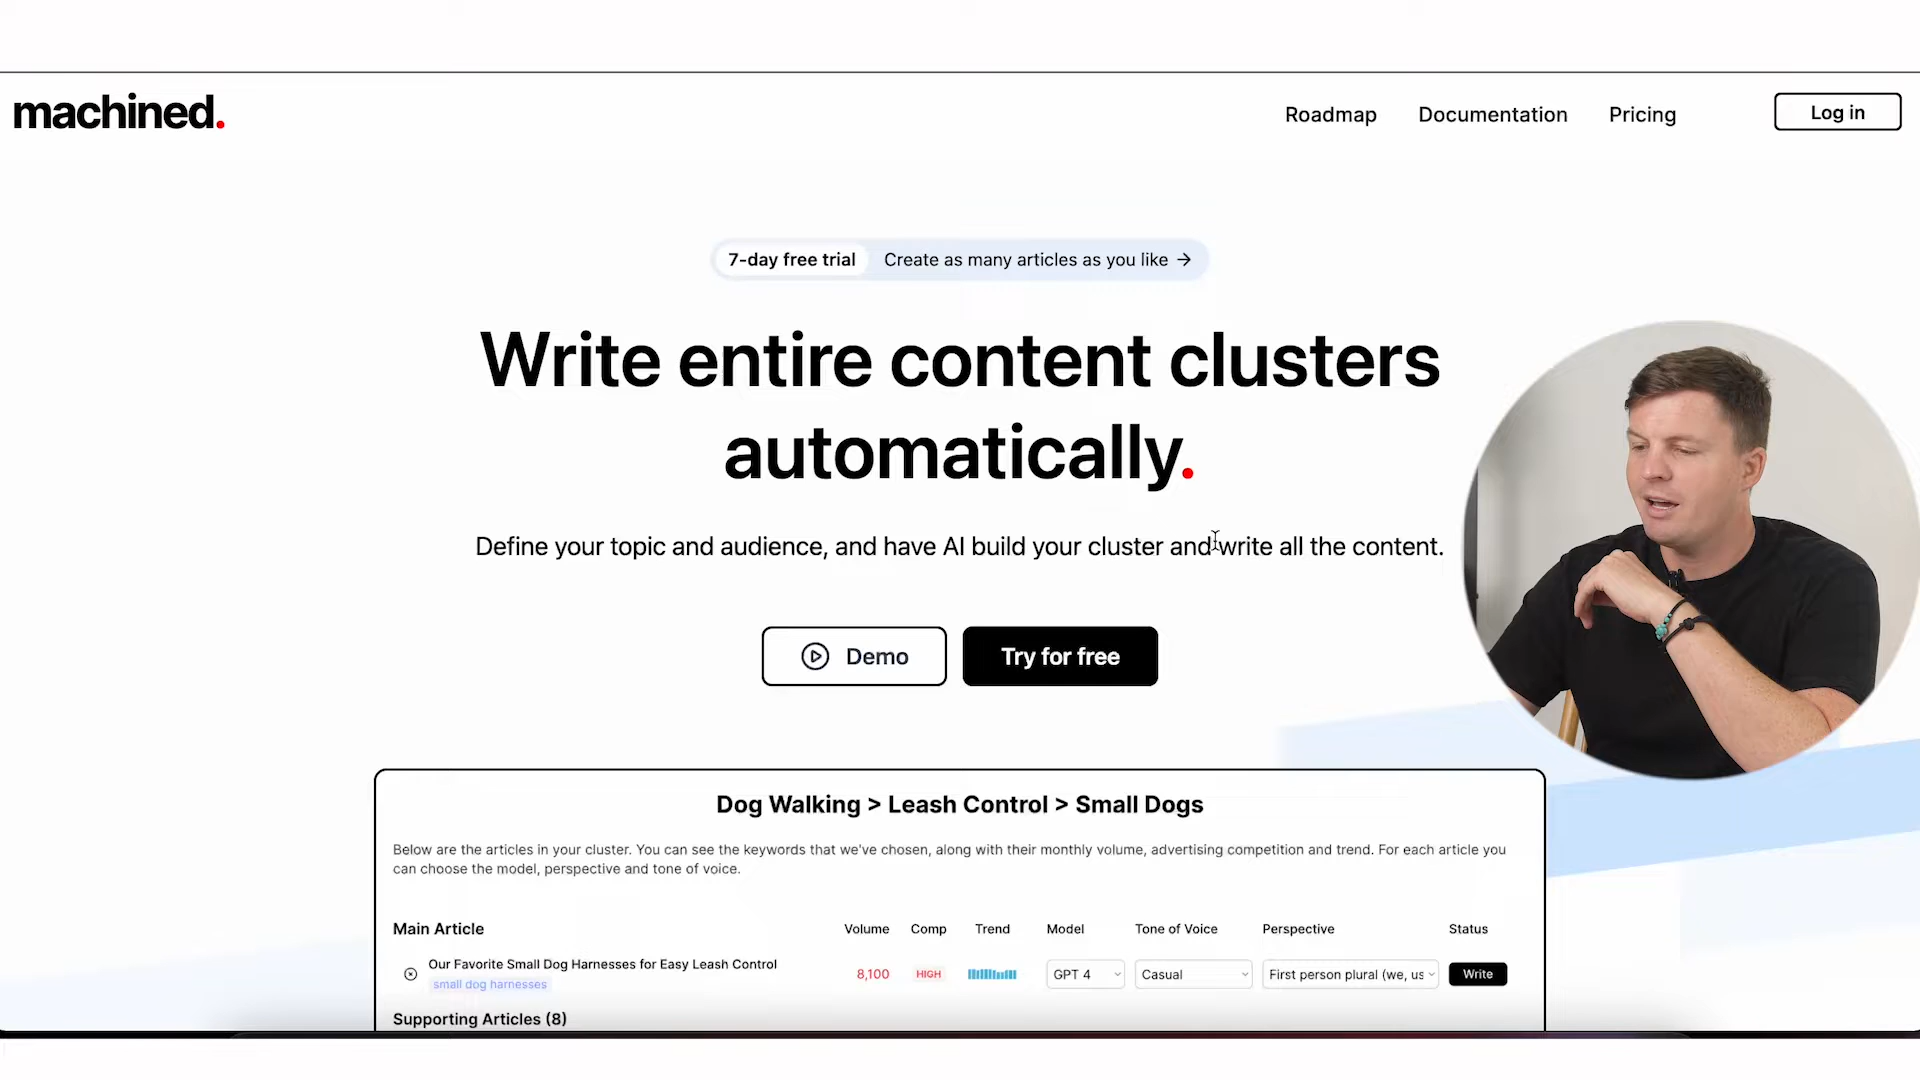 machined.
Roadmap Documentation Pricing Log in
7-day free trial Create as many articles as you like →
Write entire content clusters
automatically.
Define your topic and audience, and have AI build your cluster and write all the content.
Demo Try for free
Dog Walking > Leash Control > Small Dogs
Below are the articles in your cluster. You can see the keywords that we've chosen, along with their monthly volume, advertising competition and trend. For each article you
can choose the model, perspective and tone of voice.
Main Article Volume Comp Trend Model Tone of Voice Perspective Status
Our Favorite Small Dog Harnesses for Easy Leash Control 8,100 HIGH GPT 4 Casual First person plural (we, us Write
small dog harnesses
Supporting Articles (8)